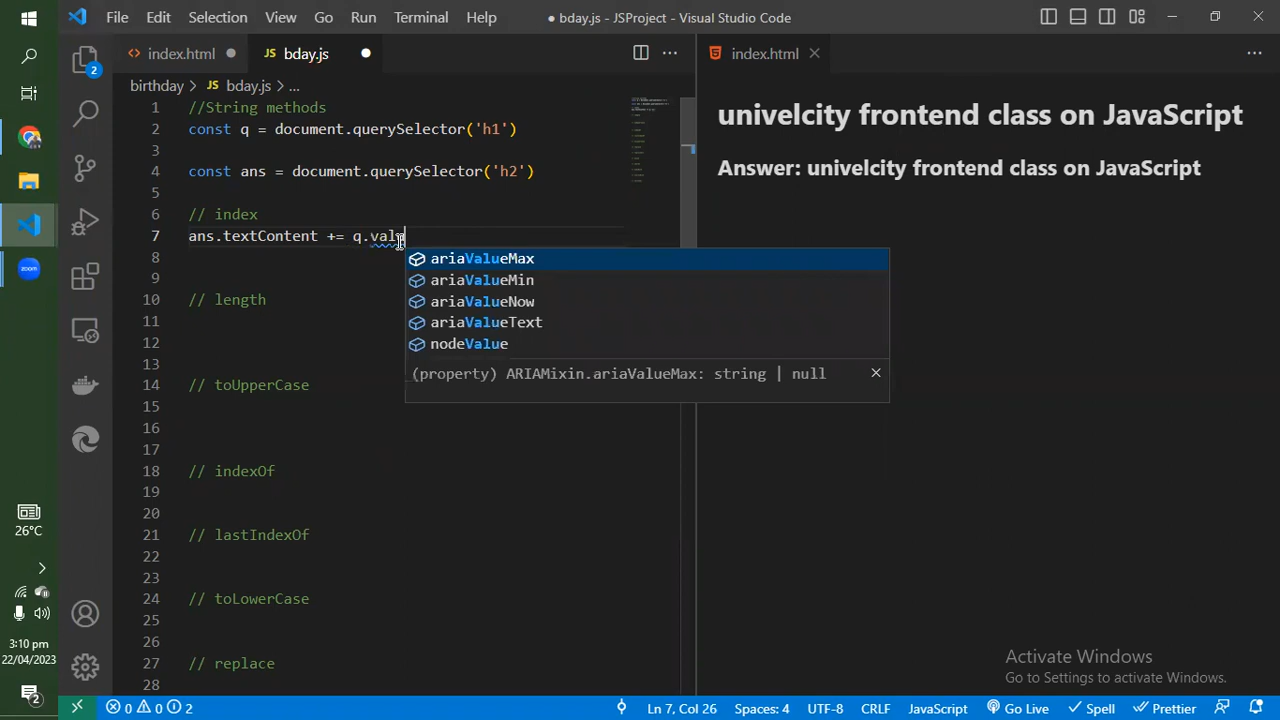 File Edit Selection View Go Run Terminal Help
● bday.js - JSProject - Visual Studio Code
index.html
JS bday.js
index.html
birthday > JS bday.js > ...
1 //String methods
2 const q = document.querySelector('h1')
3
4 const ans = document.querySelector('h2')
5
6 // index
7 ans.textContent += q.valu
8
9
10 // length
11
12
13
14 // toUpperCase
15
16
17
18 // indexOf
19
20
21 // lastIndexOf
22
23
24 // toLowerCase
25
26
27 // replace
28
ariaValueMax
ariaValueMin
ariaValueNow
ariaValueText
nodeValue
(property) ARIAMixin.ariaValueMax: string | null
univelcity frontend class on JavaScript
Answer: univelcity frontend class on JavaScript
Activate Windows
Go to Settings to activate Windows.
2
zoom
26°C
3:10 pm
22/04/2023
2
0 0 2
Ln 7, Col 26 Spaces: 4 UTF-8 CRLF JavaScript Go Live Spell Prettier